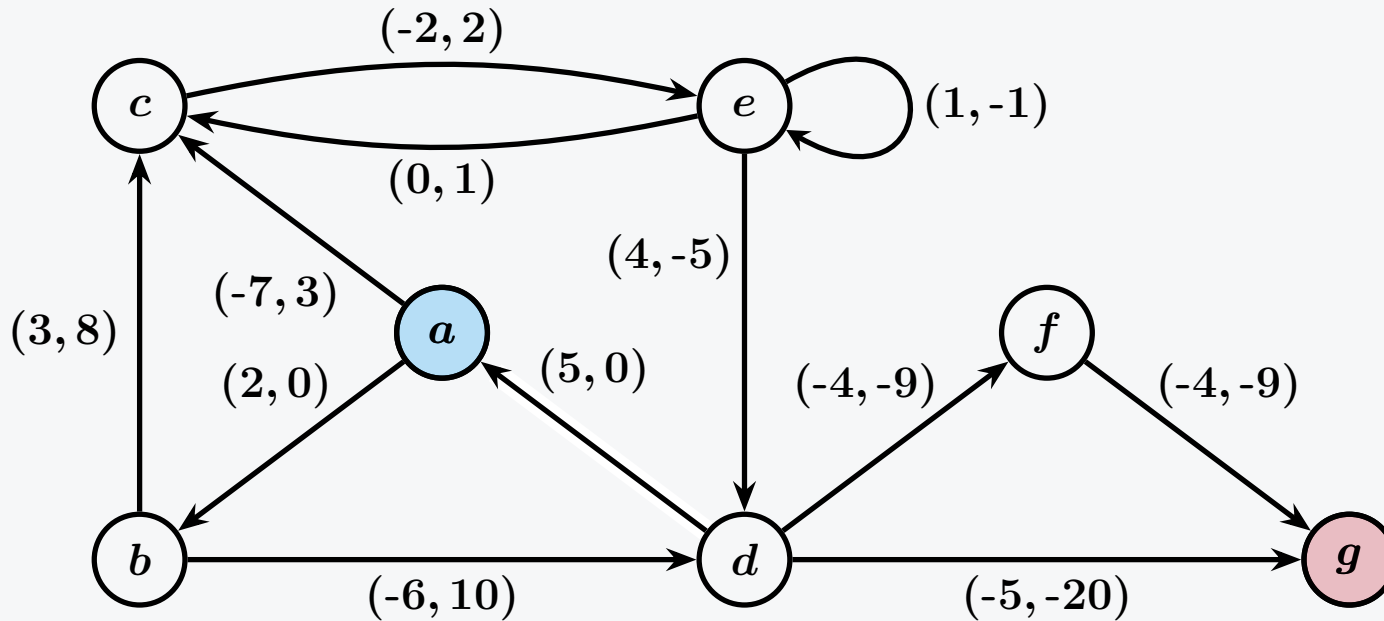 (-2, 2)
c
e
(1, -1)
(0, 1)
(4, -5)
(-7, 3)
(3, 8)
a
f
(2, 0)
(5, 0)
(-4, -9)
(-4, -9)
b
d
g
(-6, 10)
(-5, -20)